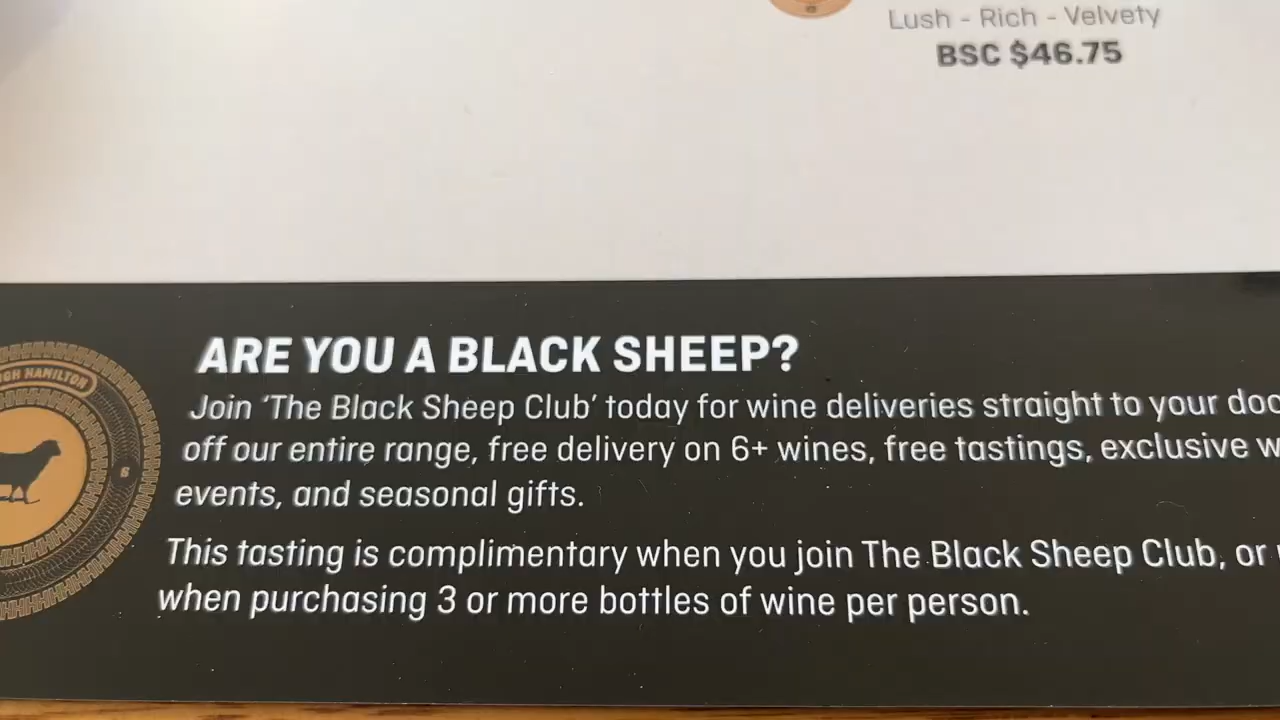 Lush - Rich - Velvety
BSC $46.75
ARE YOU A BLACK SHEEP?
Join 'The Black Sheep Club' today for wine deliveries straight to your
off our entire range, free delivery on 6+ wines, free tastings, exclusive
events, and seasonal gifts.
This tasting is complimentary when you join The Black Sheep Club, or
when purchasing 3 or more bottles of wine per person.
HAMILTON
6